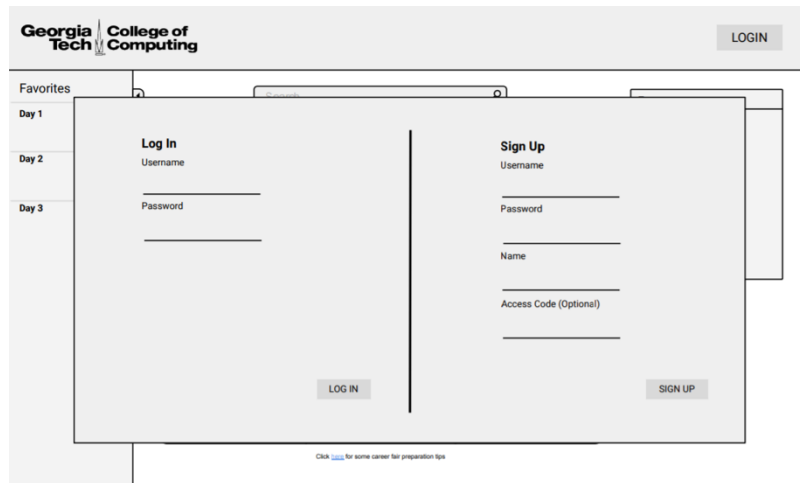 Georgia College of
Tech Computing
LOGIN
Favorites
Day 1
Day 2
Day 3
Search
Log In
Username
Password
LOG IN
Sign Up
Username
Password
Name
Access Code (Optional)
SIGN UP
Click here for some career fair preparation tips